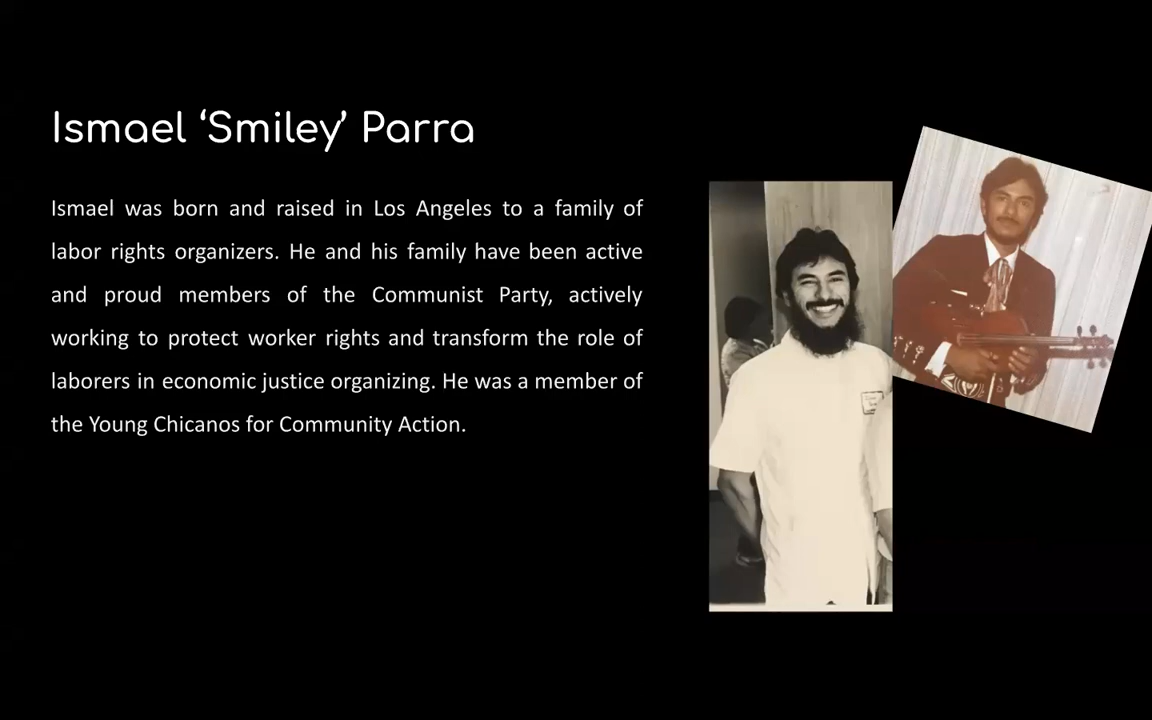 Ismael ‘Smiley’ Parra
Ismael was born and raised in Los Angeles to a family of
labor rights organizers. He and his family have been active
and proud members of the Communist Party, actively
working to protect worker rights and transform the role of
laborers in economic justice organizing. He was a member of
the Young Chicanos for Community Action.